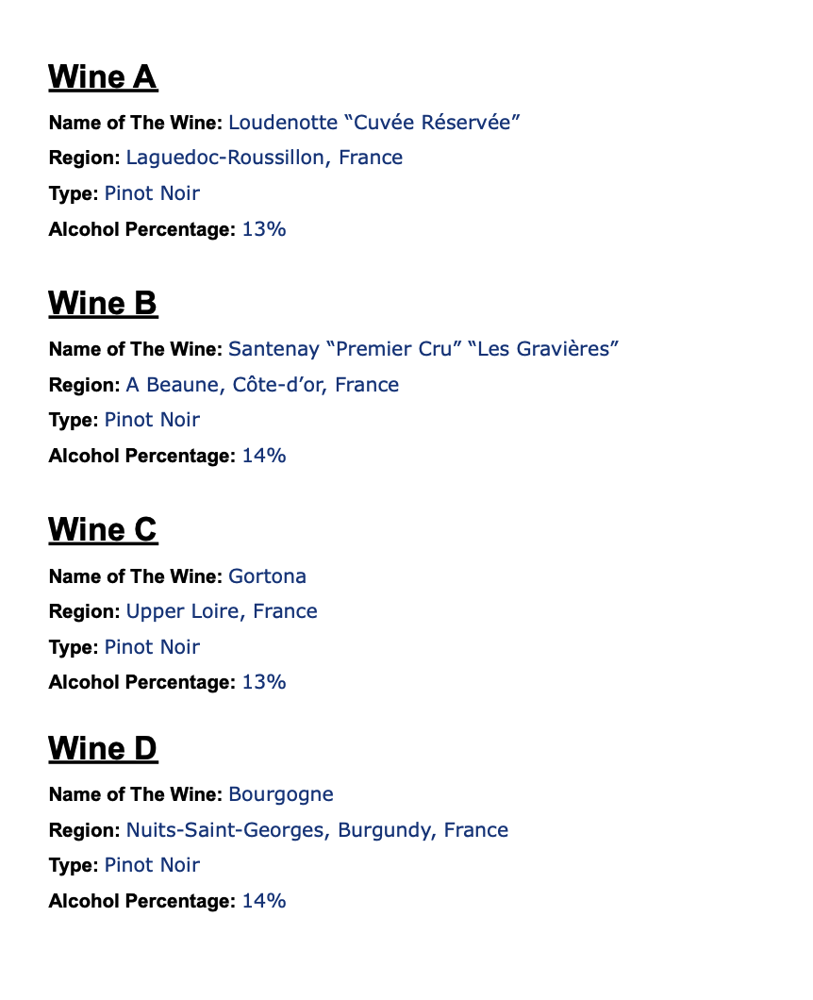 Wine A
Name of The Wine: Loudenotte “Cuvée Réservée”
Region: Laguedoc-Roussillon, France
Type: Pinot Noir
Alcohol Percentage: 13%
Wine B
Name of The Wine: Santenay “Premier Cru” “Les Gravières”
Region: A Beaune, Côte-d’or, France
Type: Pinot Noir
Alcohol Percentage: 14%
Wine C
Name of The Wine: Gortona
Region: Upper Loire, France
Type: Pinot Noir
Alcohol Percentage: 13%
Wine D
Name of The Wine: Bourgogne
Region: Nuits-Saint-Georges, Burgundy, France
Type: Pinot Noir
Alcohol Percentage: 14%